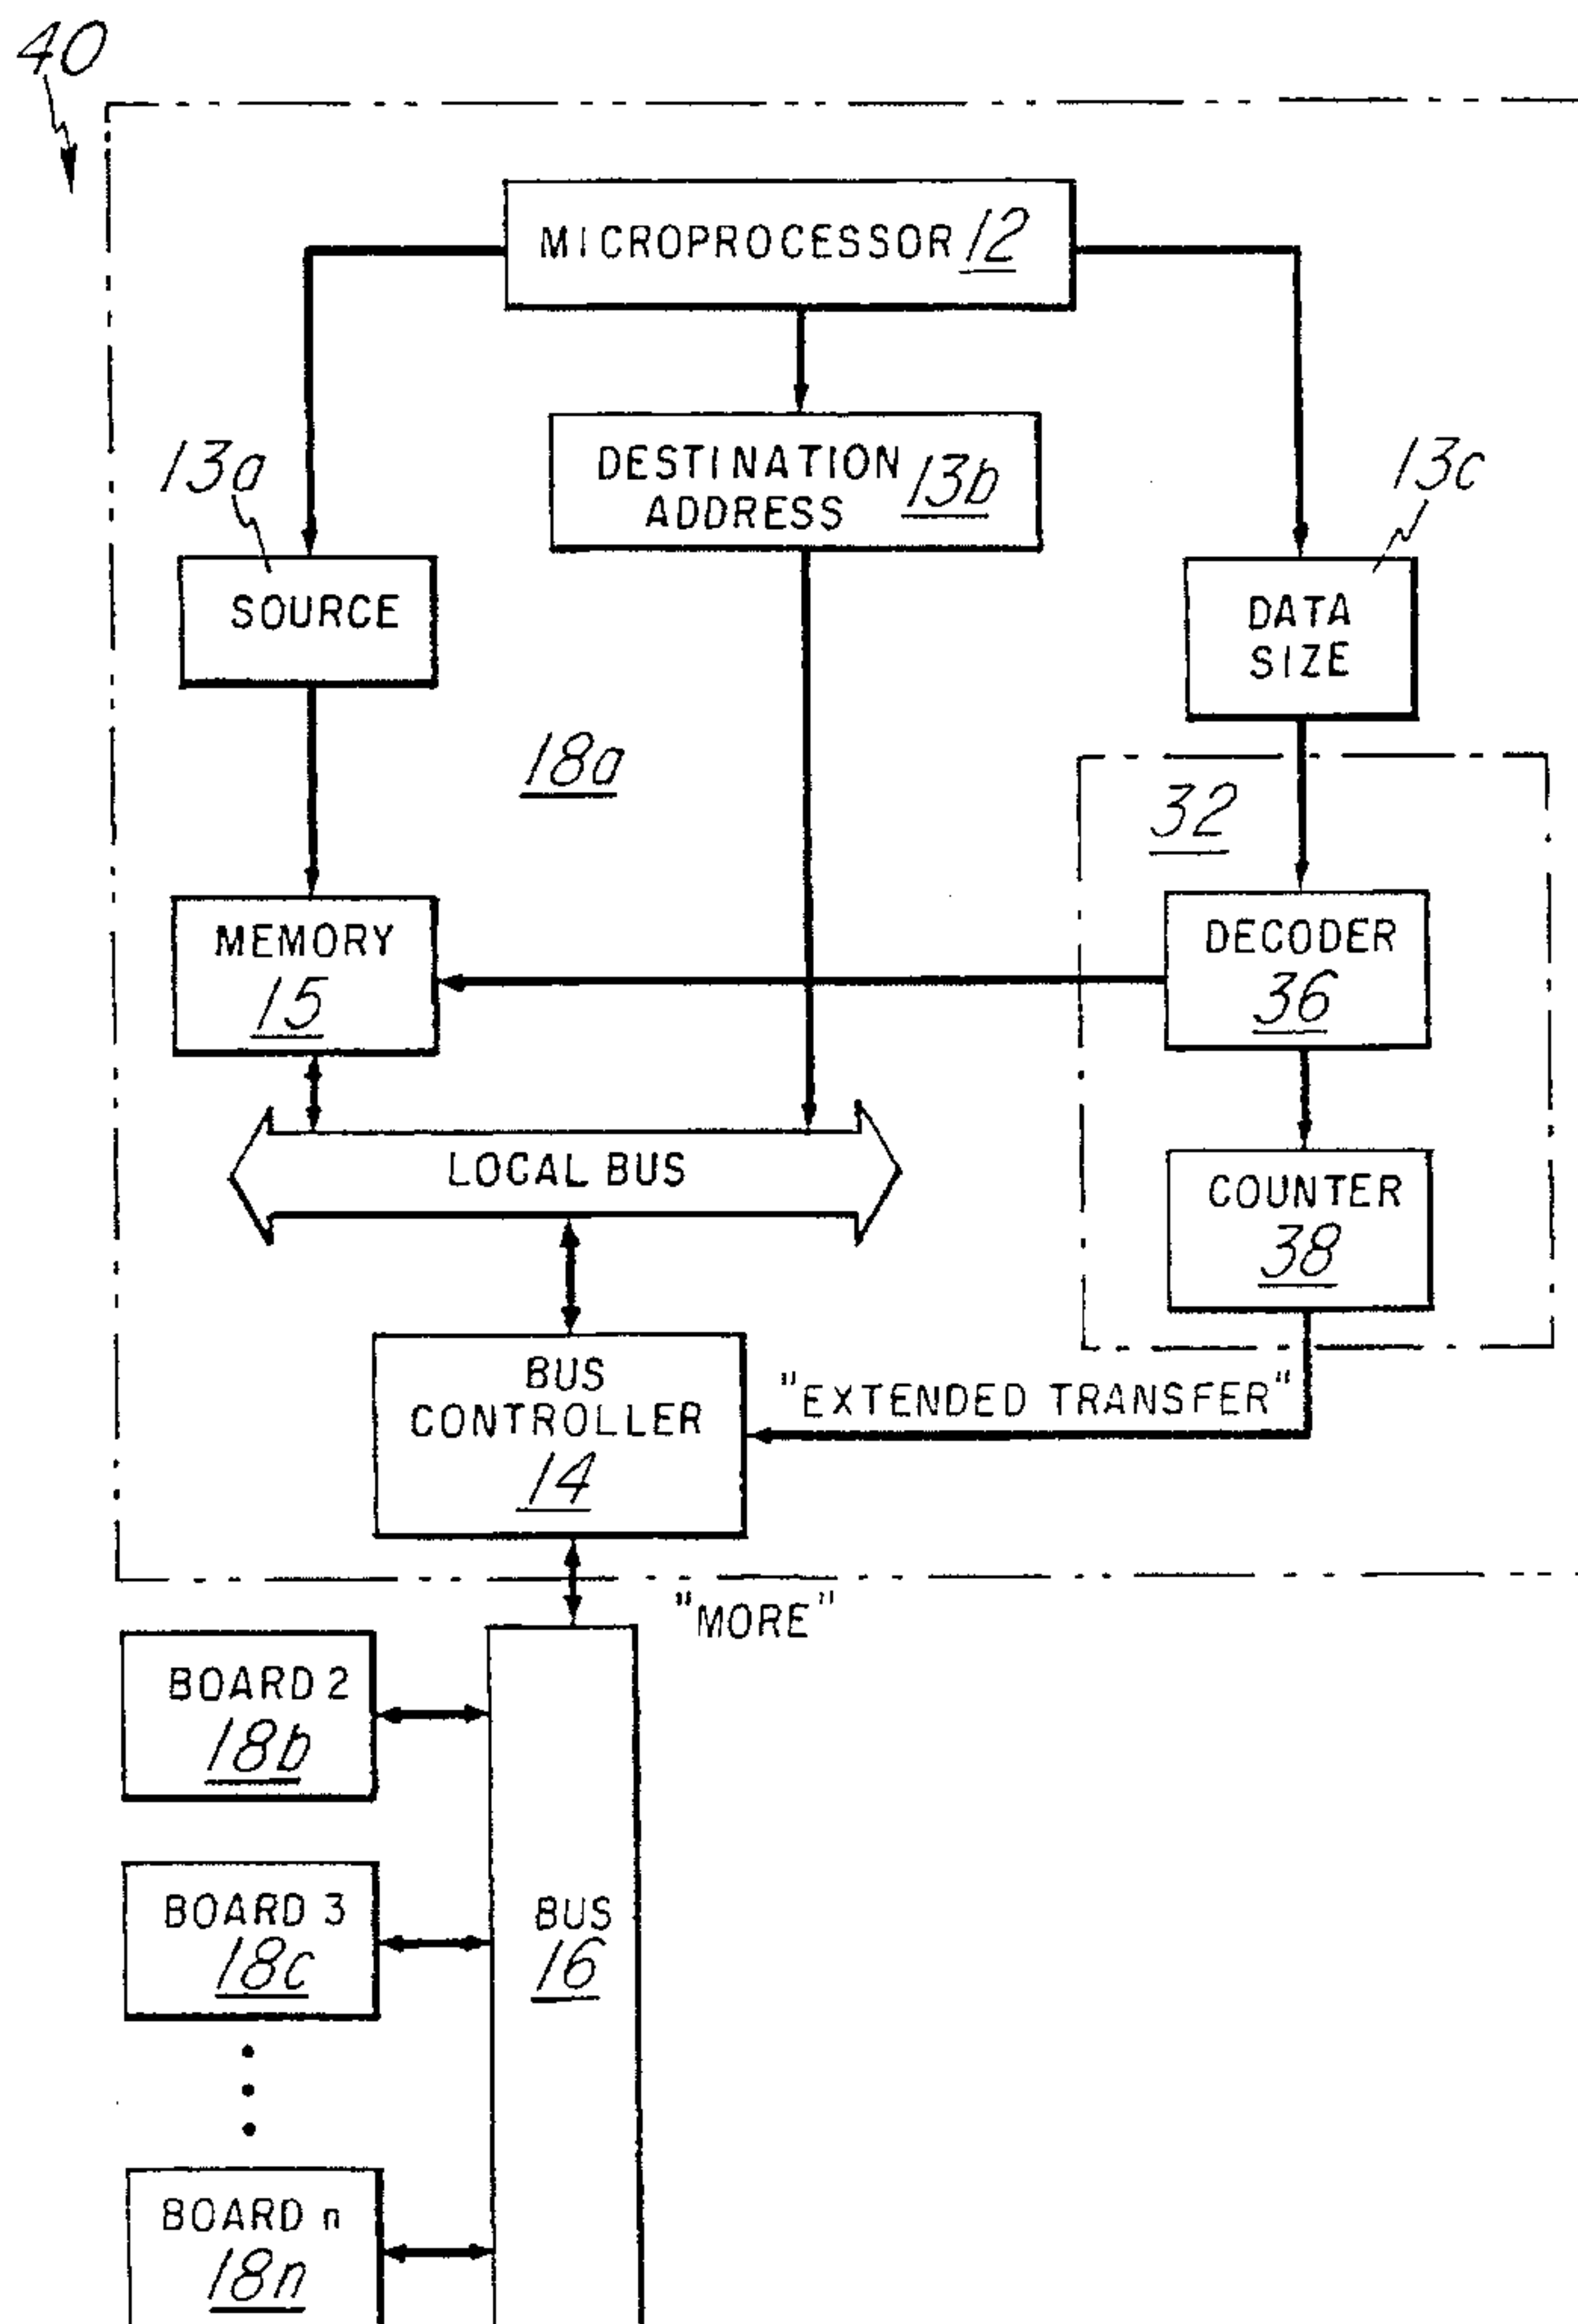 40
MICROPROCESSOR 12
13a
DESTINATION
ADDRESS 13b
13c
SOURCE
DATA
SIZE
18a
32
MEMORY
15
DECODER
36
LOCAL BUS
COUNTER
38
BUS
CONTROLLER
14
"EXTENDED TRANSFER"
"MORE"
BOARD 2
18b
BOARD 3
18c
BUS
16
BOARD n
18n